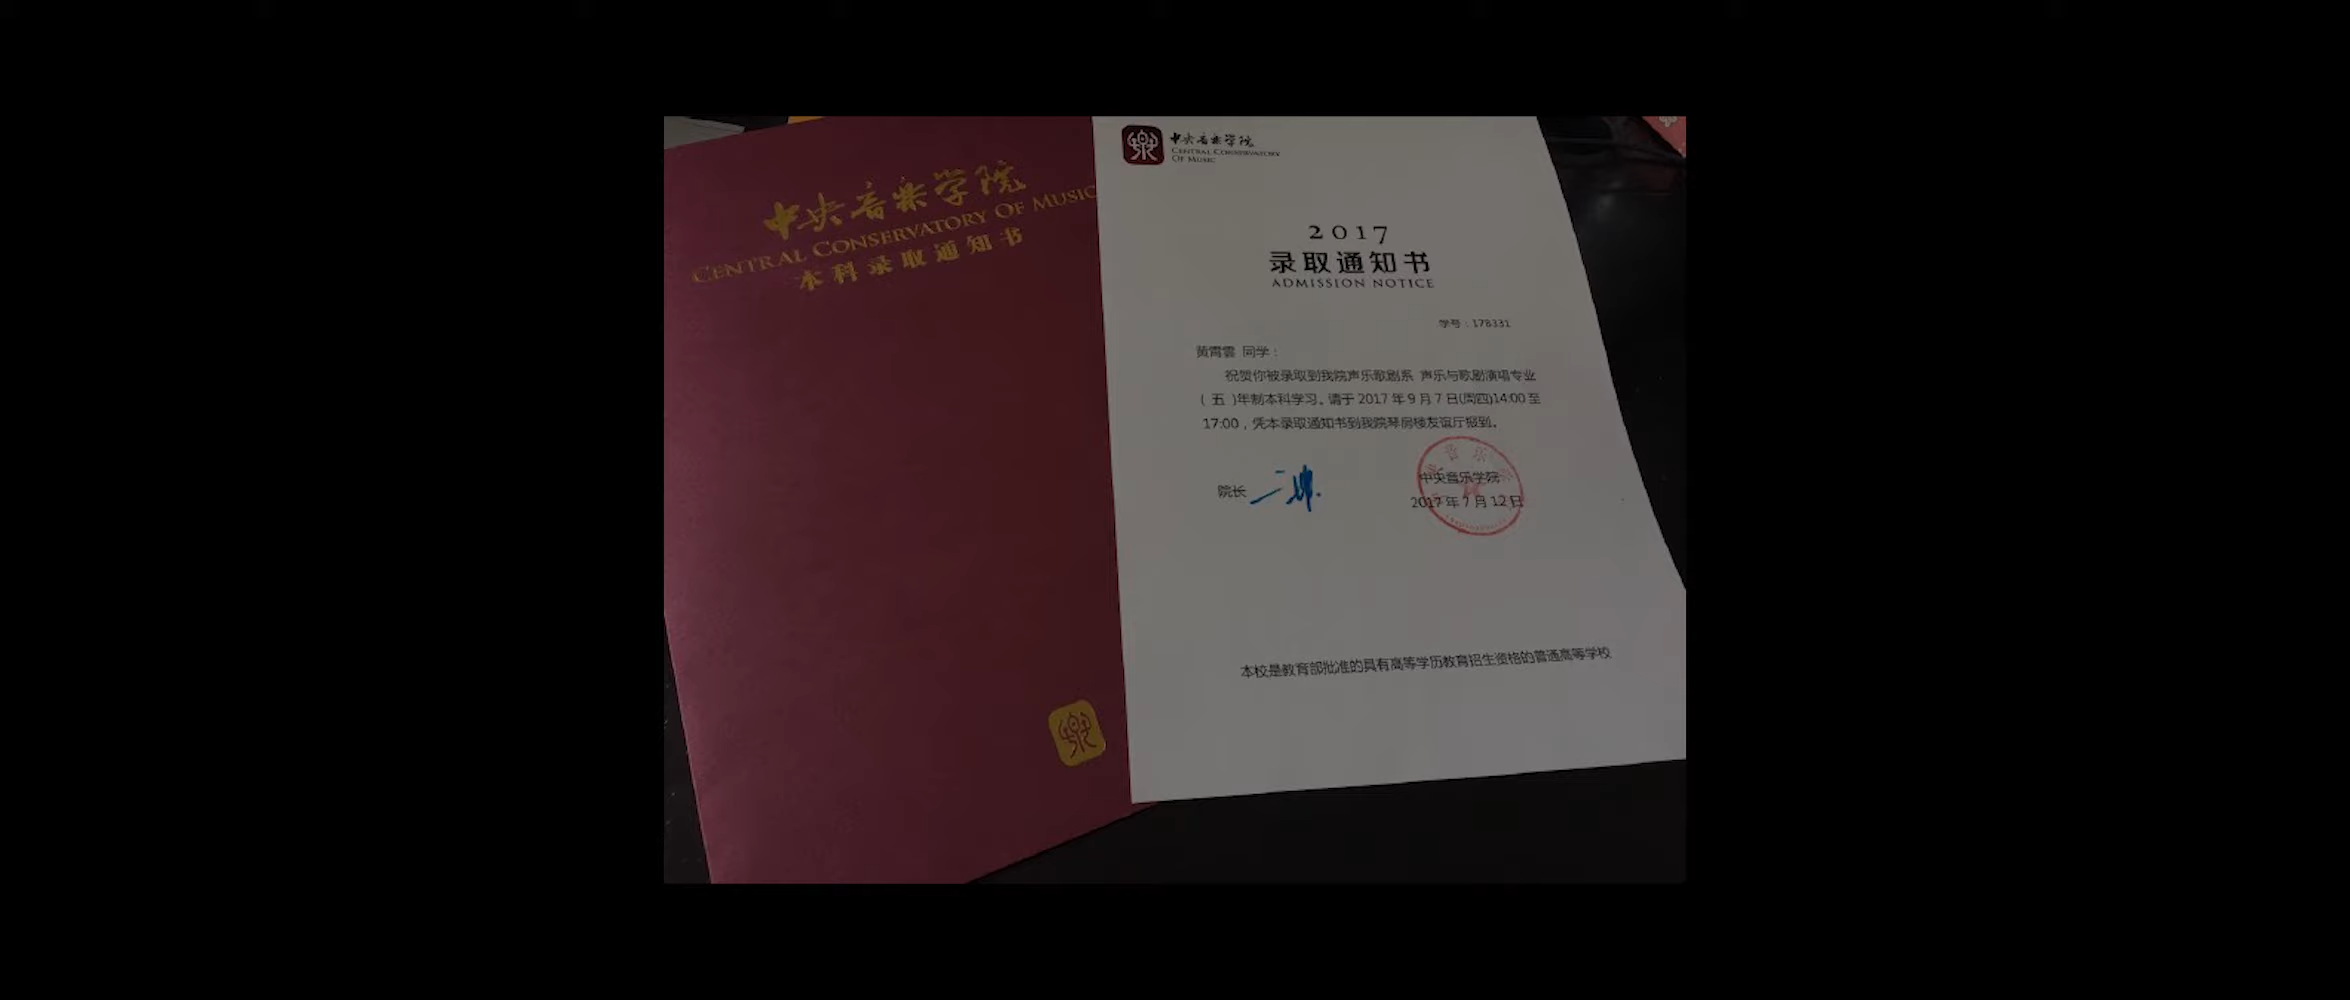 中央音乐学院
CENTRAL CONSERVATORY OF MUSIC
本科录取通知书
中央音乐学院
CENTRAL CONSERVATORY
OF MUSIC
2017
录取通知书
ADMISSION NOTICE
学号：17B331
黄霄雲 同学：
祝贺你被录取到我院声乐歌剧系 声乐与歌剧演唱专业
( 五 )年制本科学习。请于 2017 年 9 月 7 日(周四)14:00 至
17:00，凭本录取通知书到我院琴房楼友谊厅报到。
院长
中央音乐学院
2017 年 7 月 12 日
本校是教育部批准的具有高等学历教育招生资格的普通高等学校